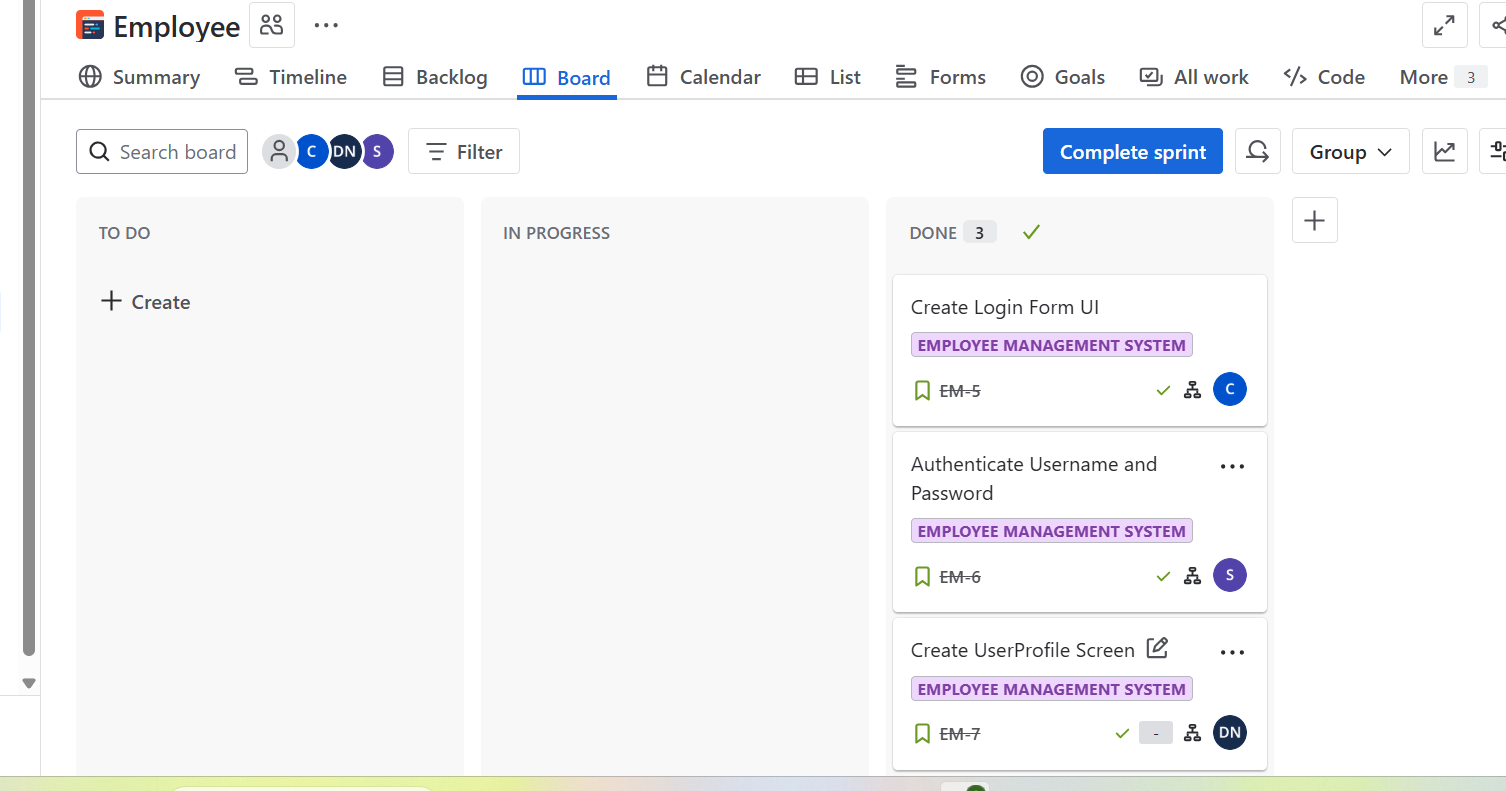 Employee
Summary
Timeline
Backlog
Board
Calendar
List
Forms
Goals
All work
Code
More 3
Search board
C
DN
S
Filter
Complete sprint
Group
TO DO
IN PROGRESS
DONE 3
Create
Create Login Form UI
EMPLOYEE MANAGEMENT SYSTEM
EM-5
C
Authenticate Username and
Password
EMPLOYEE MANAGEMENT SYSTEM
EM-6
S
Create UserProfile Screen
EMPLOYEE MANAGEMENT SYSTEM
EM-7
-
DN